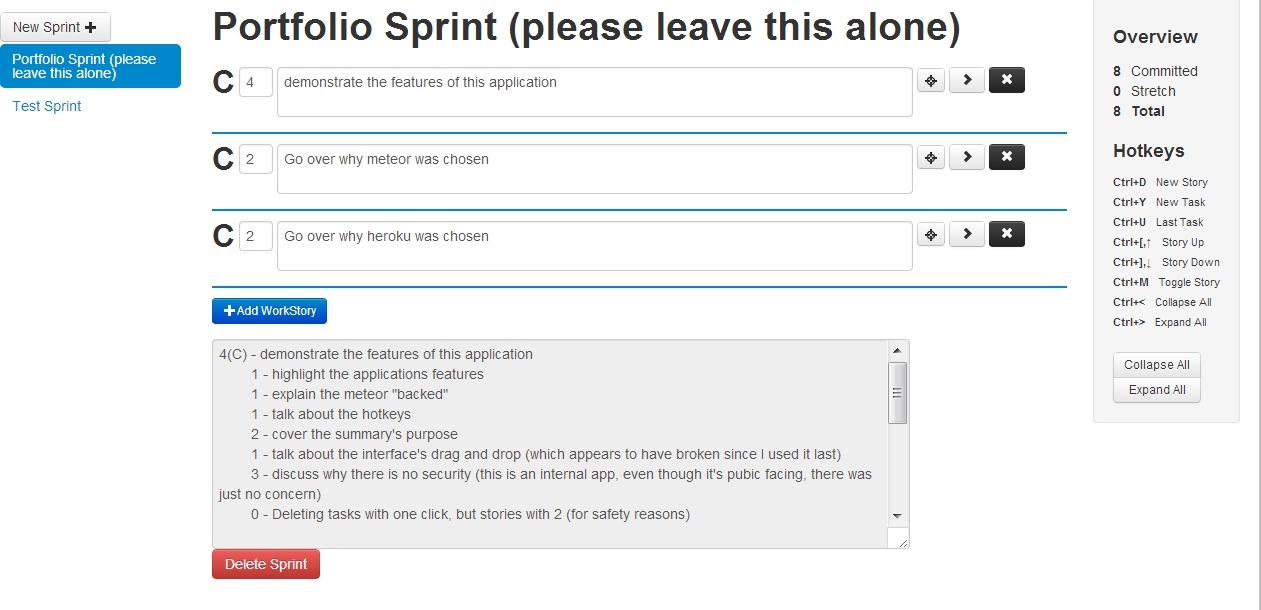 New Sprint
Portfolio Sprint (please
leave this alone)
Test Sprint
Portfolio Sprint (please leave this alone)
C 4 demonstrate the features of this application
C 2 Go over why meteor was chosen
C 2 Go over why heroku was chosen
Add WorkStory
4(C) - demonstrate the features of this application
1 - highlight the applications features
1 - explain the meteor "backed"
1 - talk about the hotkeys
2 - cover the summary's purpose
1 - talk about the interface's drag and drop (which appears to have broken since I used it last)
3 - discuss why there is no security (this is an internal app, even though it's pubic facing, there was
just no concern)
0 - Deleting tasks with one click, but stories with 2 (for safety reasons)
Delete Sprint
Overview
8 Committed
0 Stretch
8 Total
Hotkeys
Ctrl+D New Story
Ctrl+Y New Task
Ctrl+U Last Task
Ctrl+[,↑ Story Up
Ctrl+],↓ Story Down
Ctrl+M Toggle Story
Ctrl+< Collapse All
Ctrl+> Expand All
Collapse All
Expand All